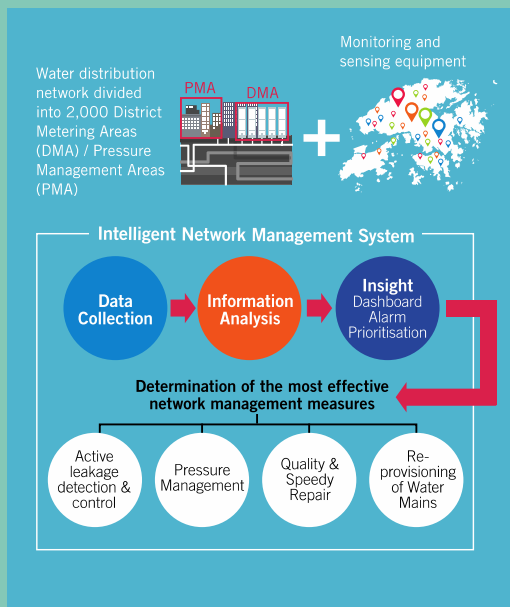 Water distribution
network divided
into 2,000 District
Metering Areas
(DMA) / Pressure
Management Areas
(PMA)
PMA
DMA
Monitoring and
sensing equipment
Intelligent Network Management System
Data
Collection
Information
Analysis
Insight
Dashboard
Alarm
Prioritisation
Determination of the most effective
network management measures
Active
leakage
detection &
control
Pressure
Management
Quality &
Speedy
Repair
Re-
provisioning
of Water
Mains